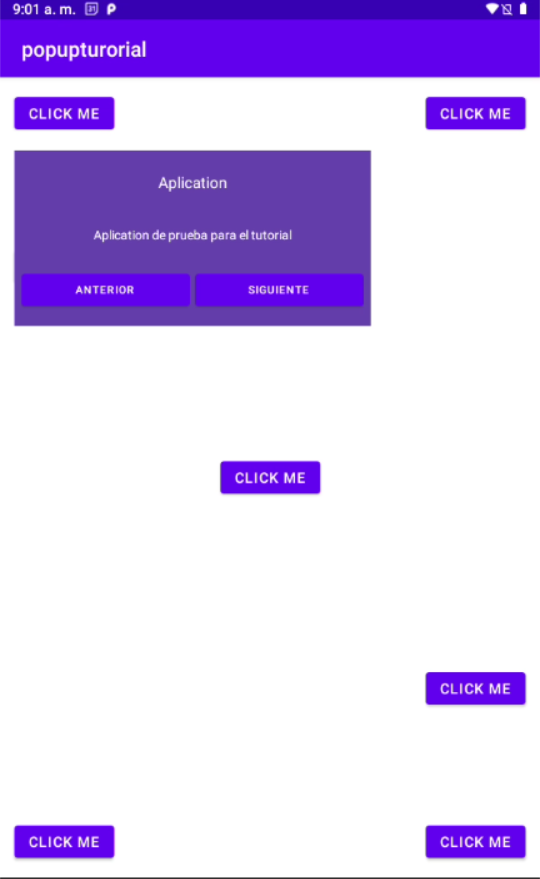 9:01 a. m. 31
popupturorial
CLICK ME CLICK ME
Aplication
Aplication de prueba para el tutorial
ANTERIOR SIGUIENTE
CLICK ME
CLICK ME
CLICK ME CLICK ME